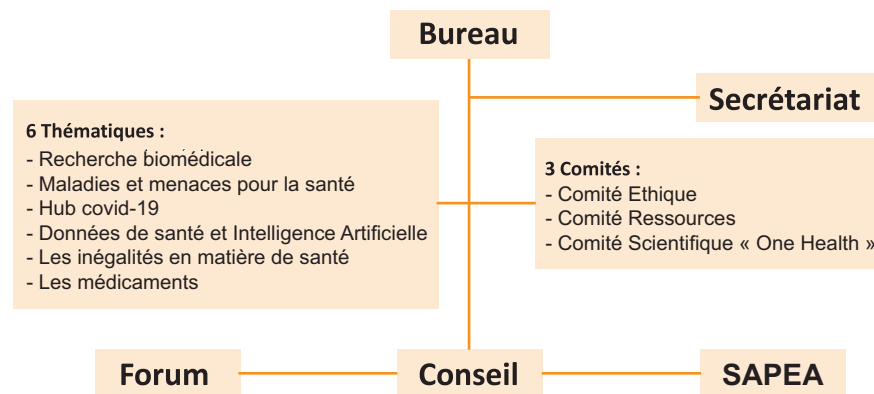 Bureau
Secrétariat
6 Thématiques :
- Recherche biomédicale
- Maladies et menaces pour la santé
- Hub covid-19
- Données de santé et Intelligence Artificielle
- Les inégalités en matière de santé
- Les médicaments
3 Comités :
- Comité Ethique
- Comité Ressources
- Comité Scientifique « One Health »
Forum
Conseil
SAPEA